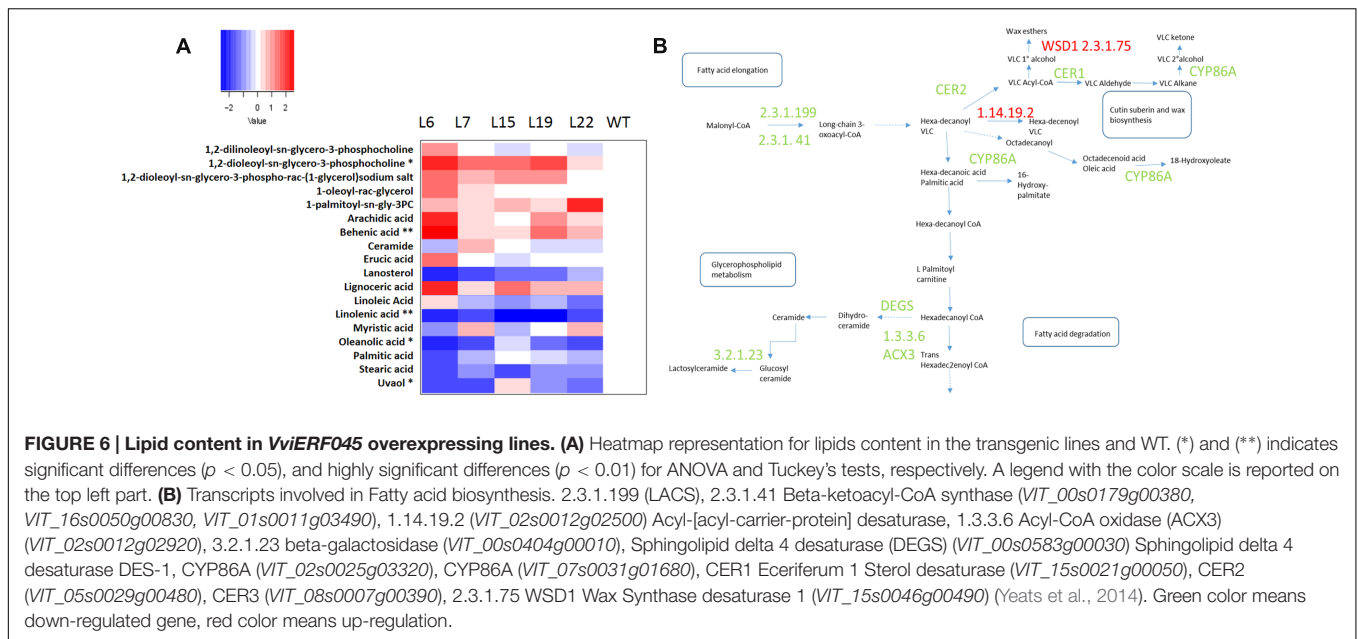 A
-2 -1 0 1 2
Value
L6 L7 L15 L19 L22 WT
1,2-dilinoleoyl-sn-glycero-3-phosphocholine
1,2-dioleoyl-sn-glycero-3-phosphocholine *
1,2-dioleoyl-sn-glycero-3-phospho-rac-(1-glycerol)sodium salt
1-oleoyl-rac-glycerol
1-palmitoyl-sn-gly-3PC
Arachidic acid
Behenic acid **
Ceramide
Erucic acid
Lanosterol
Lignoceric acid
Linoleic Acid
Linolenic acid **
Myristic acid
Oleanolic acid *
Palmitic acid
Stearic acid
Uvaol *
B
Fatty acid elongation
Wax esthers
WSD1 2.3.1.75
VLC 1° alcohol
VLC ketone
VLC 2°alcohol
CYP86A
CER2
VLC Acyl-CoA
CER1
VLC Aldehyde
VLC Alkane
Cutin suberin and wax
biosynthesis
2.3.1.199
Malonyl-CoA
2.3.1. 41
Long-chain 3-
oxoacyl-CoA
Hexa-decanoyl
VLC
1.14.19.2
Hexa-decenoyl
VLC
Octadecanoyl
CYP86A
Octadecenoid acid
Oleic acid
18-Hydroxyoleate
CYP86A
Hexa-decanoic acid
Palmitic acid
16-
Hydroxy-
palmitate
Hexa-decanoyl CoA
Glycerophospholipid
metabolism
L Palmitoyl
carnitine
DEGS
Ceramide
Dihydro-
ceramide
Hexadecanoyl CoA
Fatty acid degradation
1.3.3.6
ACX3
Trans
Hexadec2enoyl CoA
3.2.1.23
Lactosylceramide
Glucosyl
ceramide
FIGURE 6 | Lipid content in VviERF045 overexpressing lines. (A) Heatmap representation for lipids content in the transgenic lines and WT. (*) and (**) indicates
significant differences (p < 0.05), and highly significant differences (p < 0.01) for ANOVA and Tuckey's tests, respectively. A legend with the color scale is reported on
the top left part. (B) Transcripts involved in Fatty acid biosynthesis. 2.3.1.199 (LACS), 2.3.1.41 Beta-ketoacyl-CoA synthase (VIT_00s0179g00380,
VIT_16s0050g00830, VIT_01s0011g03490), 1.14.19.2 (VIT_02s0012g02500) Acyl-[acyl-carrier-protein] desaturase, 1.3.3.6 Acyl-CoA oxidase (ACX3)
(VIT_02s0012g02920), 3.2.1.23 beta-galactosidase (VIT_00s0404g00010), Sphingolipid delta 4 desaturase (DEGS) (VIT_00s0583g00030) Sphingolipid delta 4
desaturase DES-1, CYP86A (VIT_02s0025g03320), CYP86A (VIT_07s0031g01680), CER1 Eceriferum 1 Sterol desaturase (VIT_15s0021g00050), CER2
(VIT_05s0029g00480), CER3 (VIT_08s0007g00390), 2.3.1.75 WSD1 Wax Synthase desaturase 1 (VIT_15s0046g00490) (Yeats et al., 2014). Green color means
down-regulated gene, red color means up-regulation.